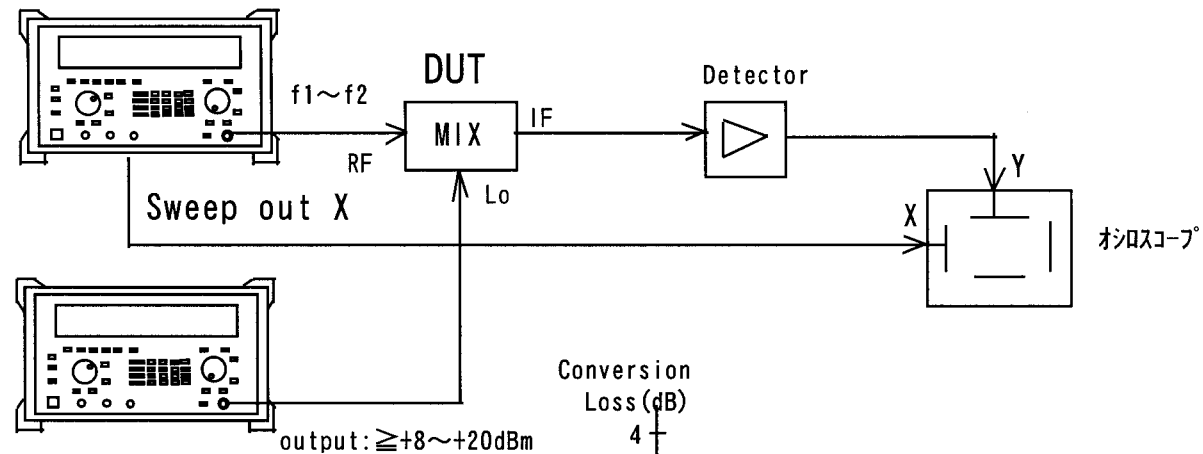 DUT
Detector
f1～f2
MIX
IF
RF
Lo
Y
Sweep out X
X
ｵｼﾛｽｺｰﾌﾟ
Conversion
Loss(dB)
4
output:≧+8～+20dBm